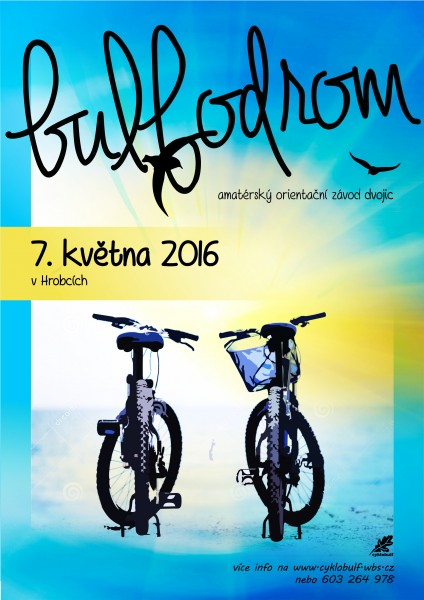 bulfodrom
amatérský orientační závod dvojic
7. května 2016
v Hrobcích
cyklobulf
více info na www.cyklobulf.wbs.cz
nebo 603 264 978